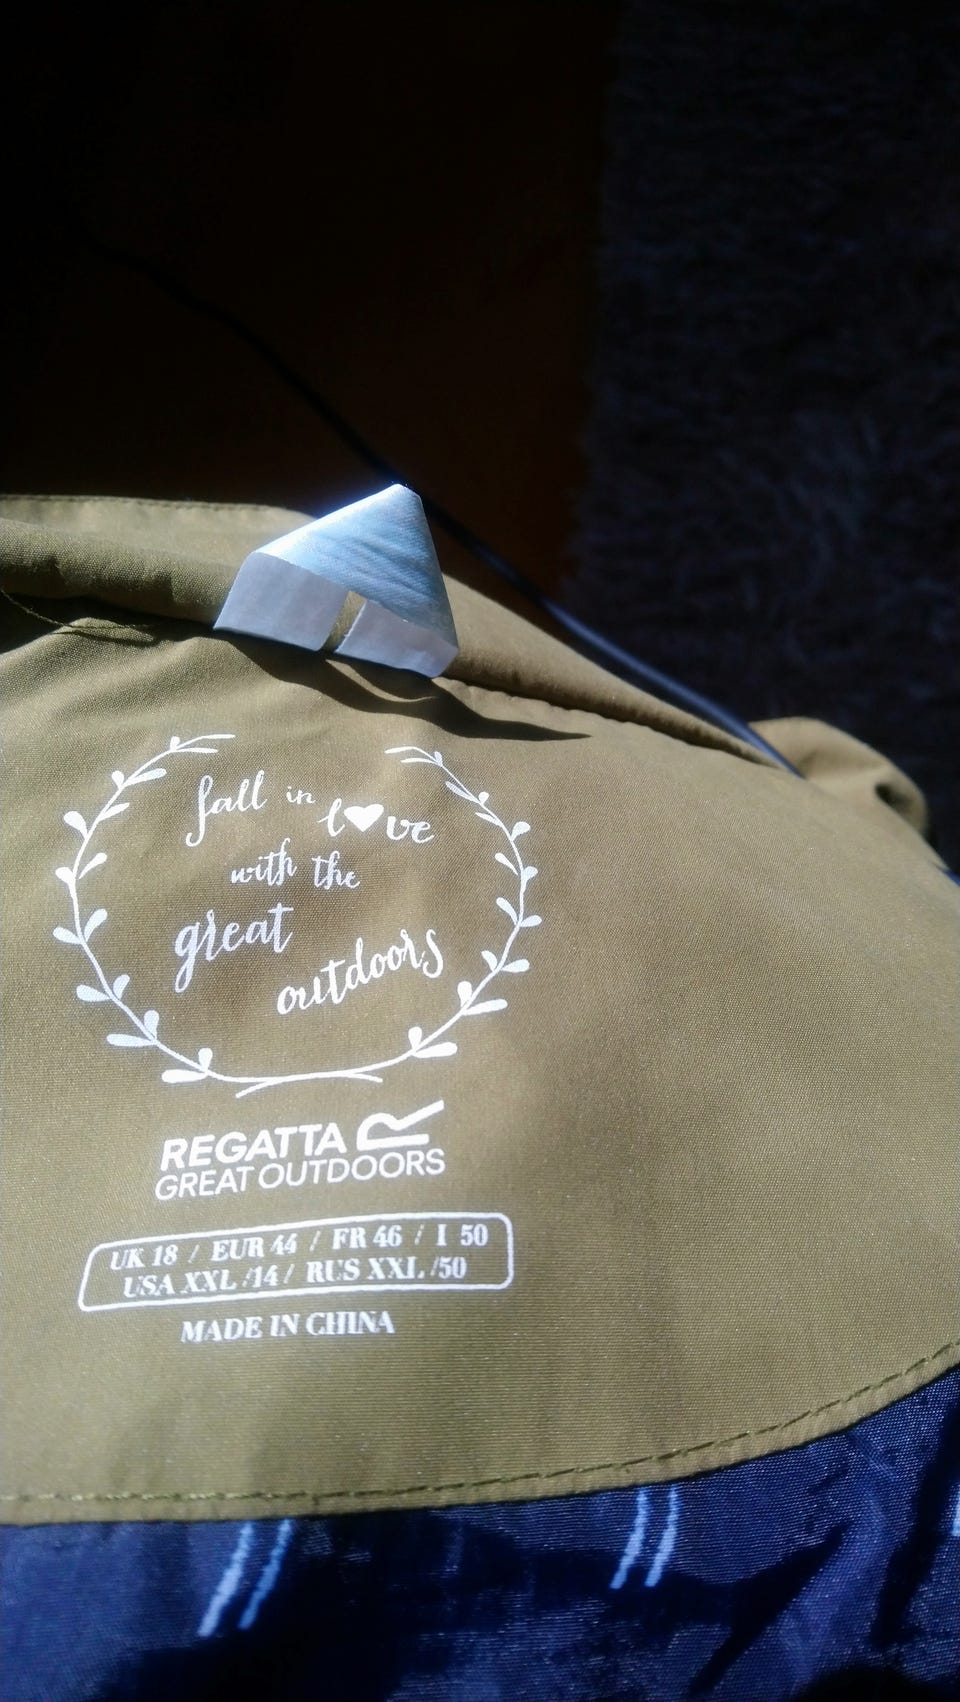 fall in l♥ve
with the
great
outdoors
REGATTA
GREAT OUTDOORS
UK 18 / EUR 44 / FR 46 / I 50
USA XXL /14 / RUS XXL /50
MADE IN CHINA